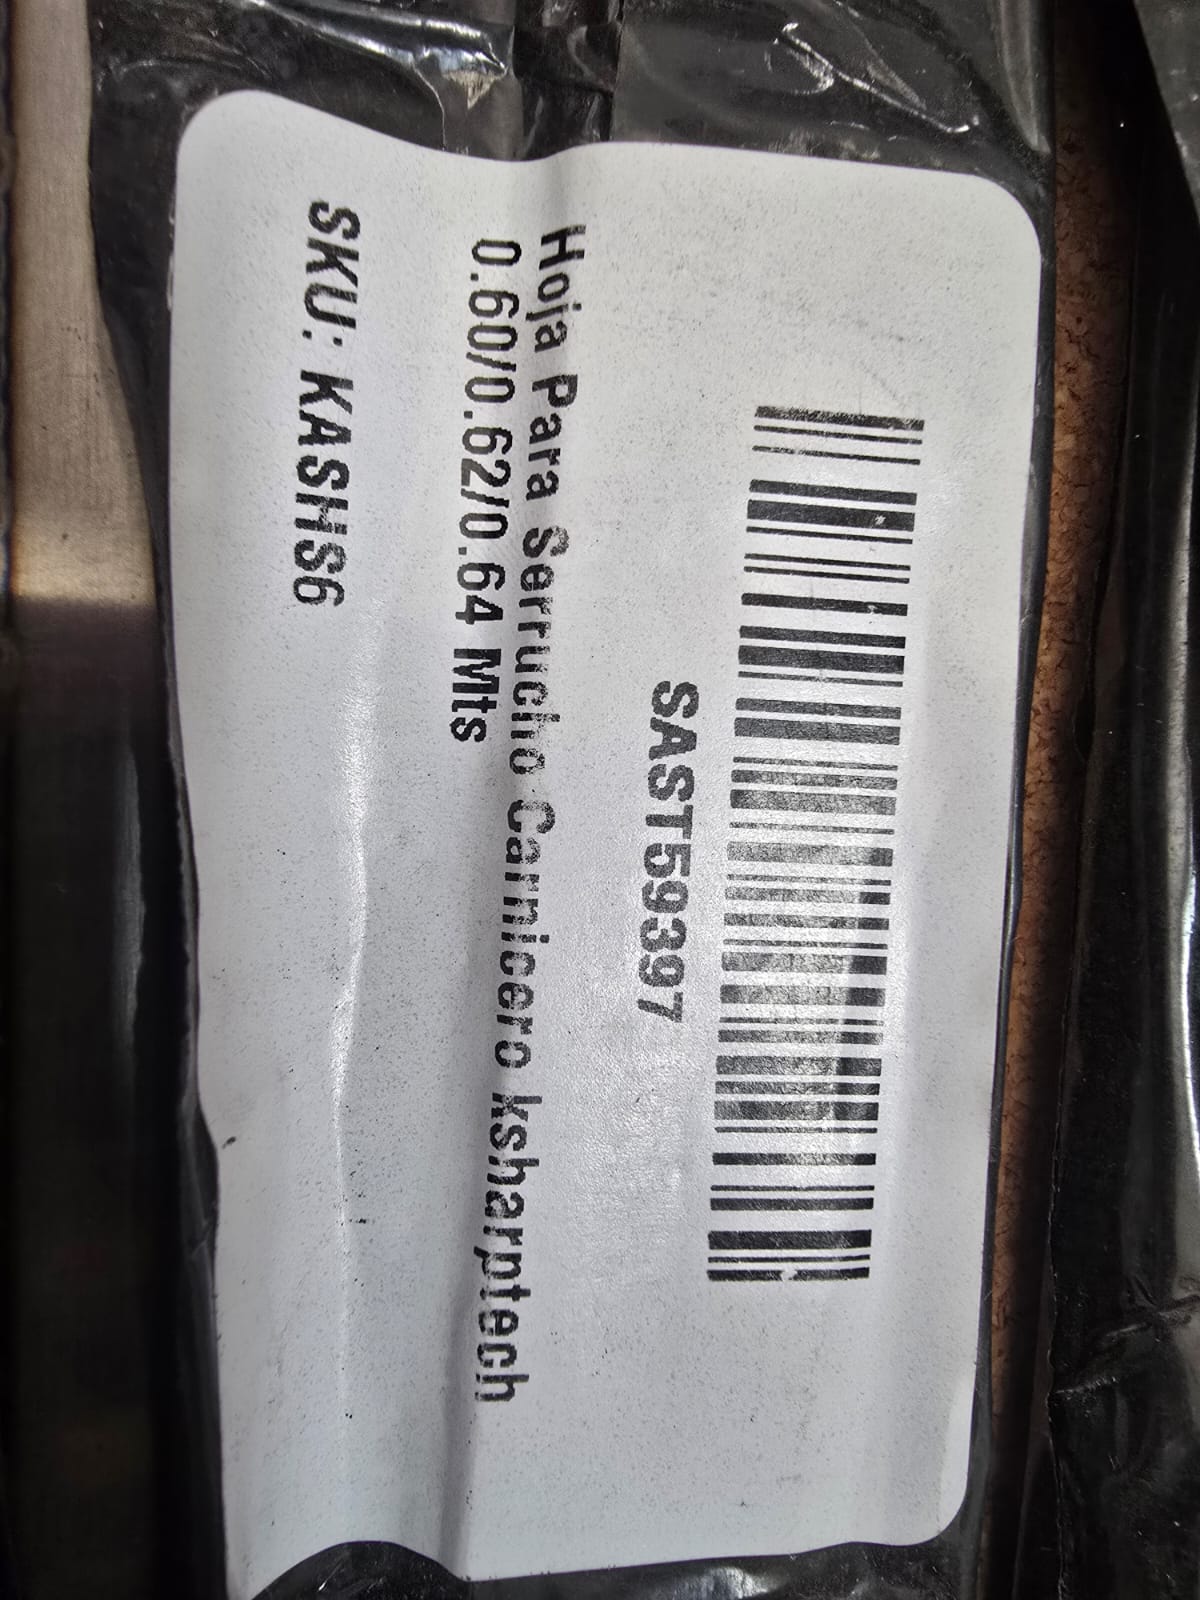 SAST59397
Hoja Para Serrucho Carnicero ksharptech
0.60/0.62/0.64 Mts
SKU: KASHS6